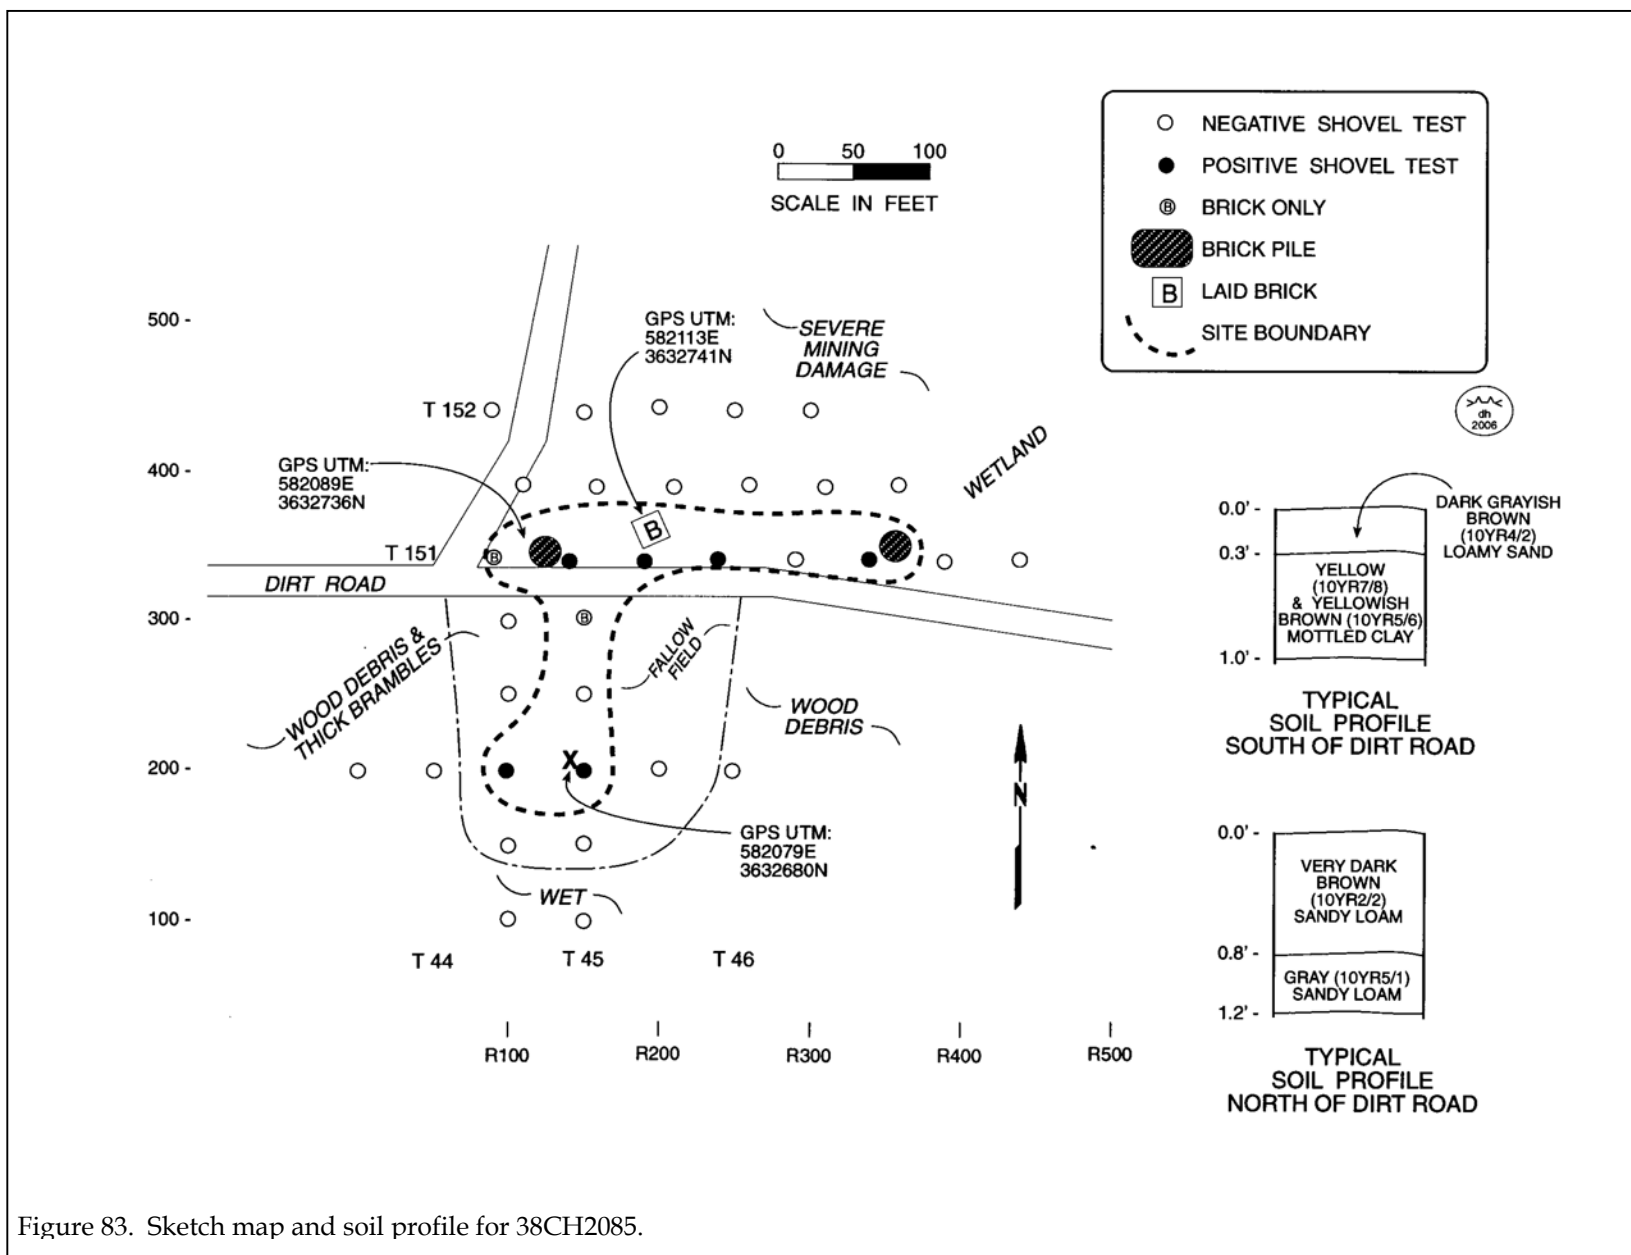 0 50 100
SCALE IN FEET
NEGATIVE SHOVEL TEST
POSITIVE SHOVEL TEST
B BRICK ONLY
BRICK PILE
B LAID BRICK
SITE BOUNDARY
dh
2006
500 -
400 -
300 -
200 -
100 -
GPS UTM:
582113E
3632741N
SEVERE
MINING
DAMAGE
T 152
GPS UTM:
582089E
3632736N
WETLAND
B
T 151
B
DIRT ROAD
B
WOOD DEBRIS &
THICK BRAMBLES
FALLOW
FIELD
WOOD
DEBRIS
X
GPS UTM:
582079E
3632680N
WET
N
T 44 T 45 T 46
R100 R200 R300 R400 R500
DARK GRAYISH
BROWN
(10YR4/2)
LOAMY SAND
0.0' -
0.3' -
YELLOW
(10YR7/8)
& YELLOWISH
BROWN (10YR5/6)
MOTTLED CLAY
1.0' -
TYPICAL
SOIL PROFILE
SOUTH OF DIRT ROAD
0.0' -
VERY DARK
BROWN
(10YR2/2)
SANDY LOAM
0.8' -
GRAY (10YR5/1)
SANDY LOAM
1.2' -
TYPICAL
SOIL PROFILE
NORTH OF DIRT ROAD
Figure 83. Sketch map and soil profile for 38CH2085.